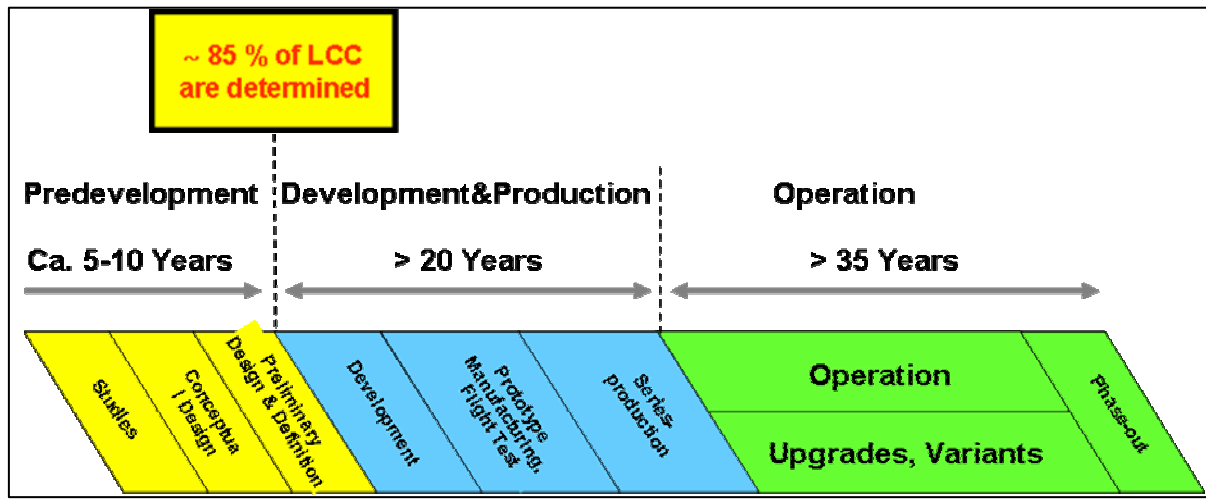 ~ 85 % of LCC
are determined
Predevelopment
Development&Production
Operation
Ca. 5-10 Years
> 20 Years
> 35 Years
Studies
Conceptua
l Design
Preliminary
Design & Definition
Development
Prototype
Manufacturing,
Flight Test
Series-
production
Operation
Upgrades, Variants
Phase-out